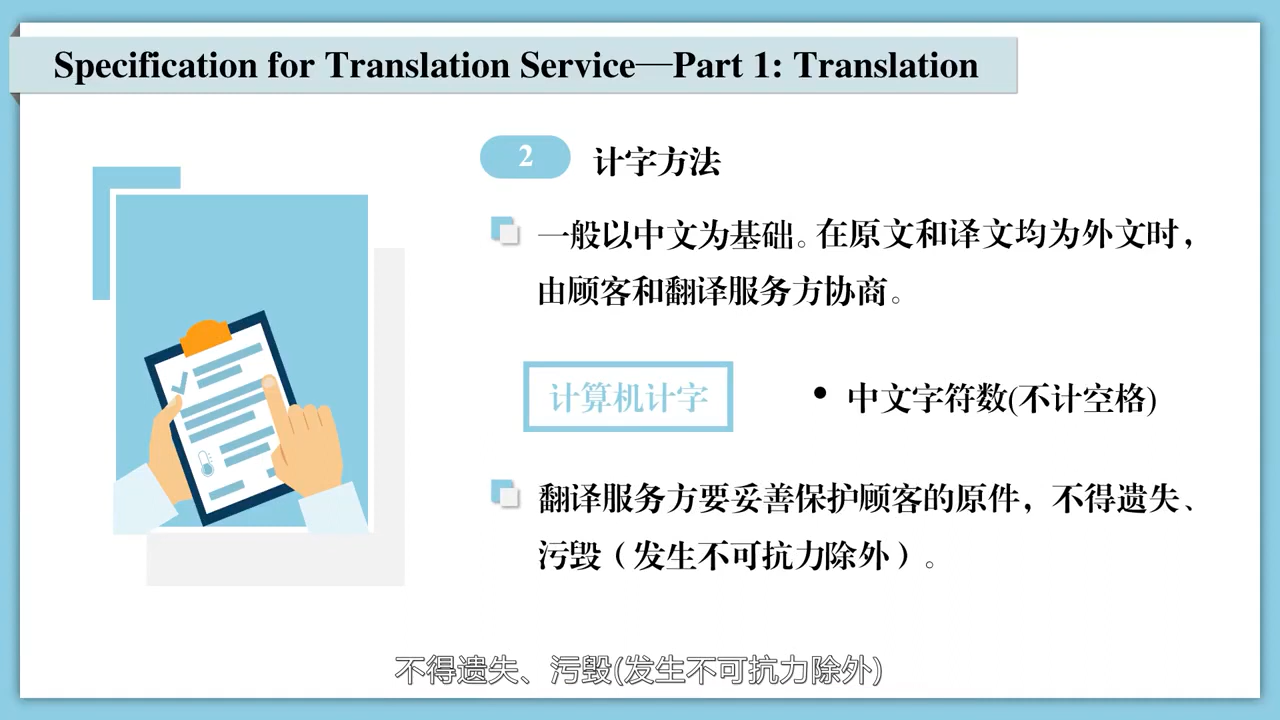 Specification for Translation Service—Part 1: Translation
2
计字方法
一般以中文为基础。在原文和译文均为外文时，
由顾客和翻译服务方协商。
计算机计字
• 中文字符数(不计空格)
翻译服务方要妥善保护顾客的原件，不得遗失、
污毁（发生不可抗力除外）。
不得遗失、污毁(发生不可抗力除外)